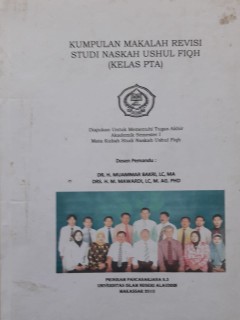 KUMPULAN MAKALAH REVISI
STUDI NASKAH USHUL FIQH
(KELAS PTA)
Diajukan Untuk Memenuhi Tugas Akhir
Akademik Semester I
Mata Kuliah Studi Naskah Ushul Fiqh
Dosen Pemandu :
DR. H. MUAMMAR BAKRI, LC, MA
DRS. H. M. MAWARDI, LC, M. AG, PHD
PROGRAM PASCASARJANA S.2
UNIVERSITAS ISLAM NEGERI ALAUDDIN
MAKASSAR 2010